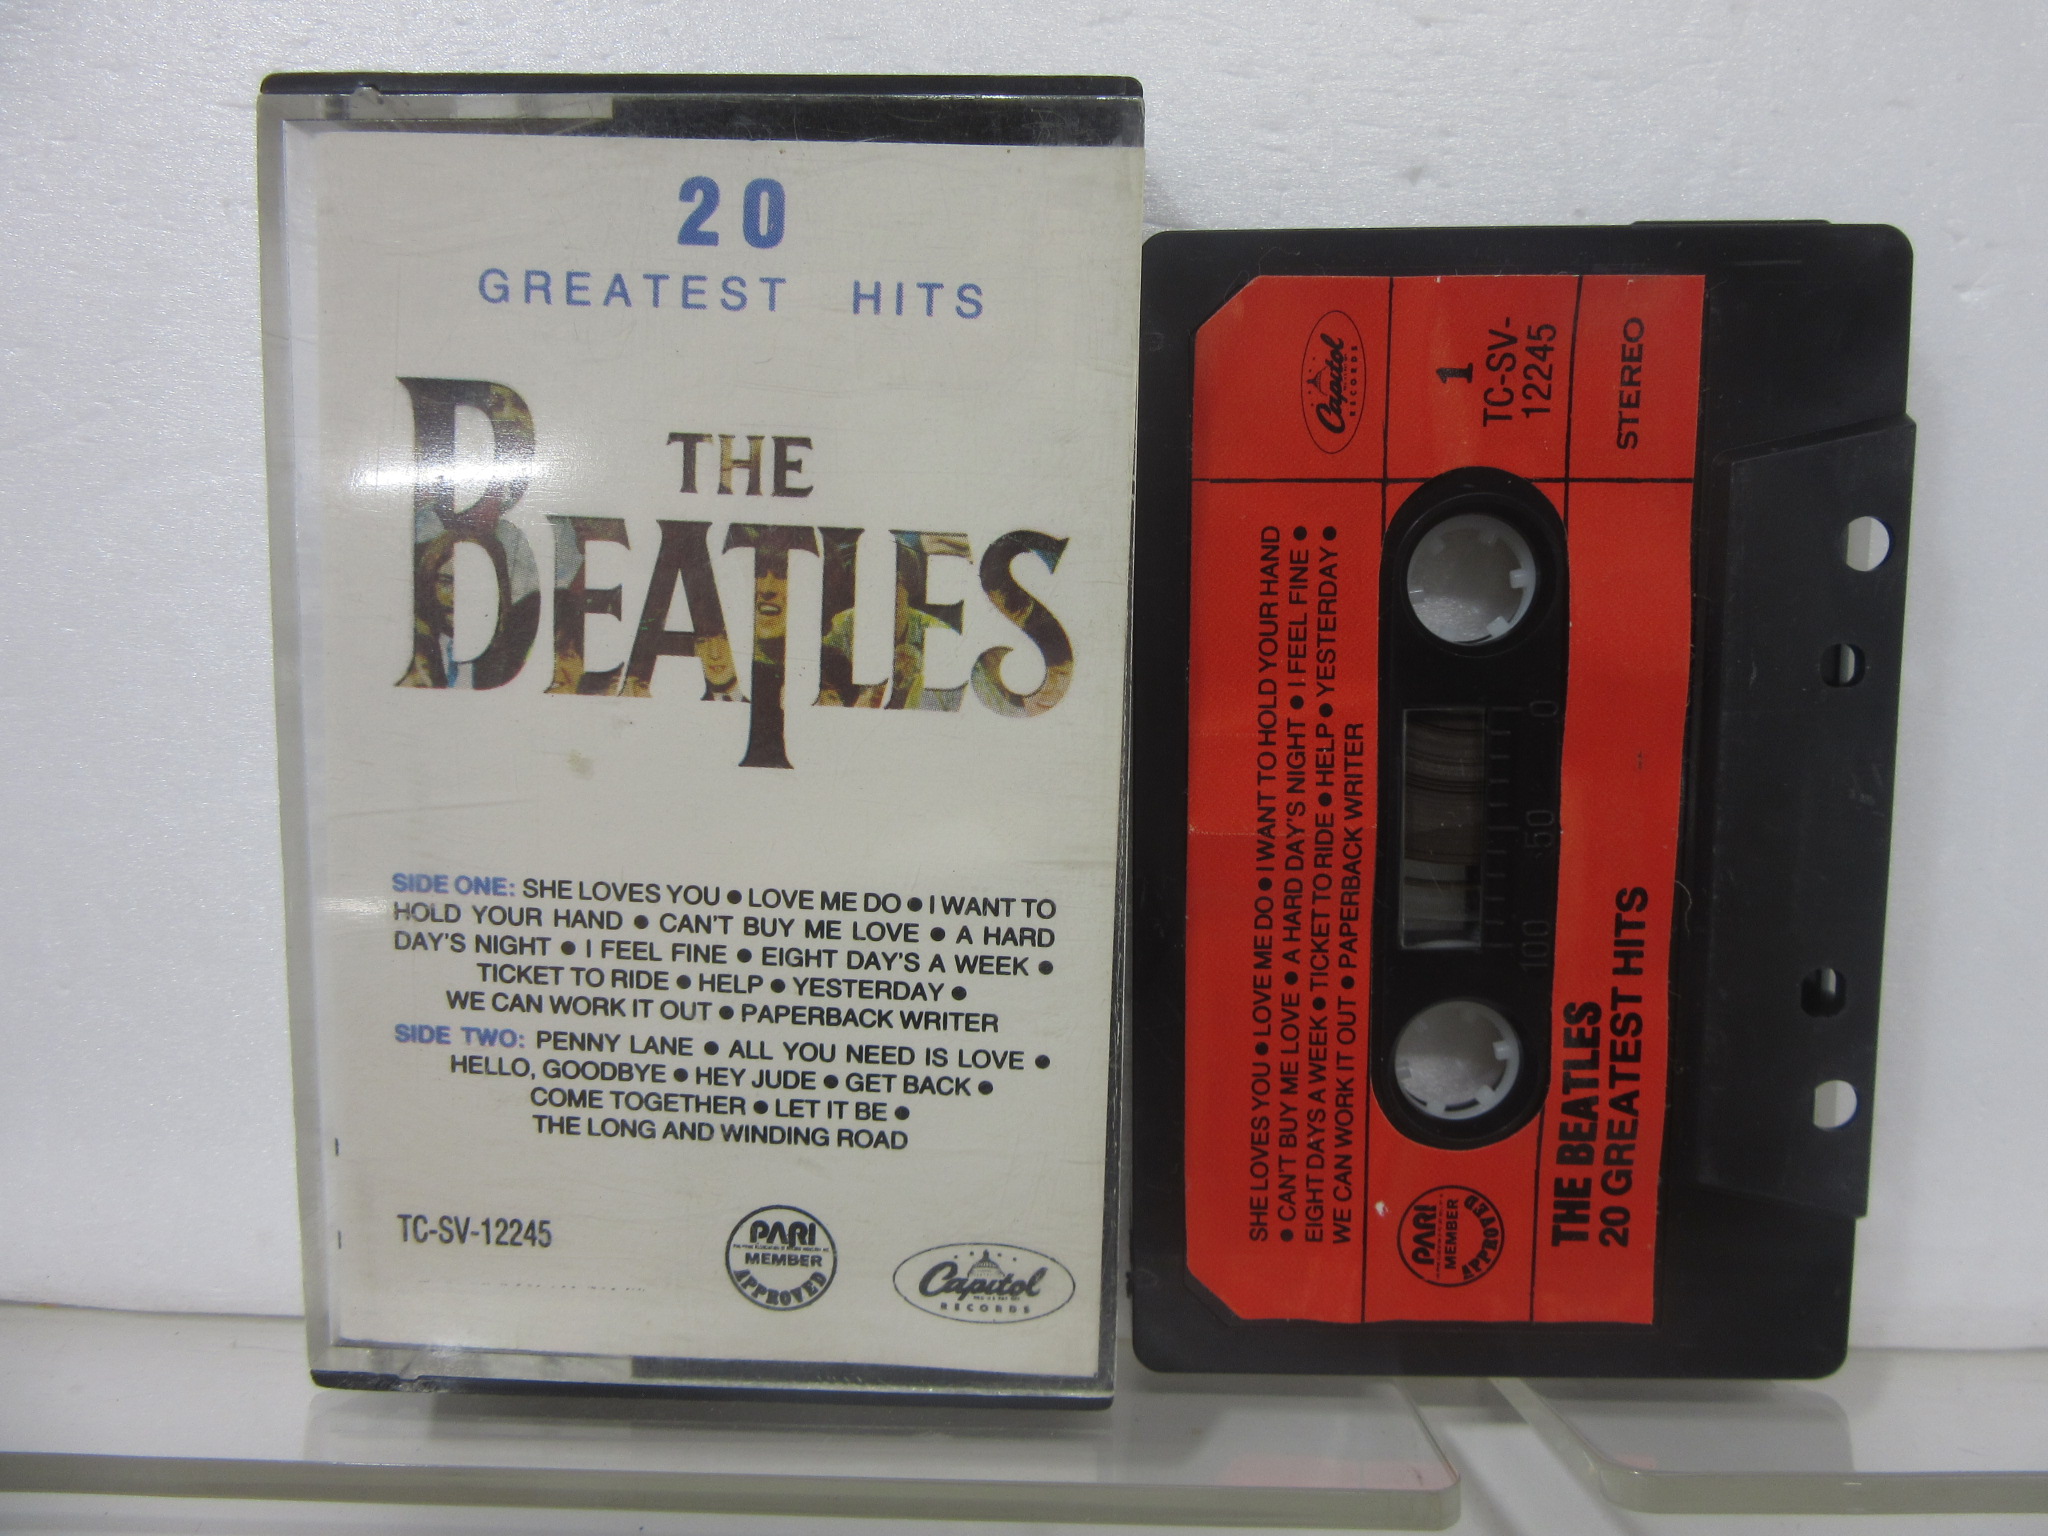 20
GREATEST HITS
THE
BEATLES
SIDE ONE: SHE LOVES YOU ● LOVE ME DO ● I WANT TO
HOLD YOUR HAND ● CAN'T BUY ME LOVE ● A HARD
DAY'S NIGHT ● I FEEL FINE ● EIGHT DAY'S A WEEK ●
TICKET TO RIDE ● HELP ● YESTERDAY ●
WE CAN WORK IT OUT ● PAPERBACK WRITER
SIDE TWO: PENNY LANE ● ALL YOU NEED IS LOVE ●
HELLO, GOODBYE ● HEY JUDE ● GET BACK ●
COME TOGETHER ● LET IT BE ●
THE LONG AND WINDING ROAD
TC-SV-12245
PARI
MEMBER
APPROVED
Capitol
RECORDS
Capitol
RECORDS
1
TC-SV-
12245
STEREO
SHE LOVES YOU ● LOVE ME DO ● I WANT TO HOLD YOUR HAND
● CAN'T BUY ME LOVE ● A HARD DAY'S NIGHT ● I FEEL FINE ●
EIGHT DAYS A WEEK ● TICKET TO RIDE ● HELP ● YESTERDAY ●
WE CAN WORK IT OUT ● PAPERBACK WRITER
100 50 0
PARI
MEMBER
APPROVED
THE BEATLES
20 GREATEST HITS